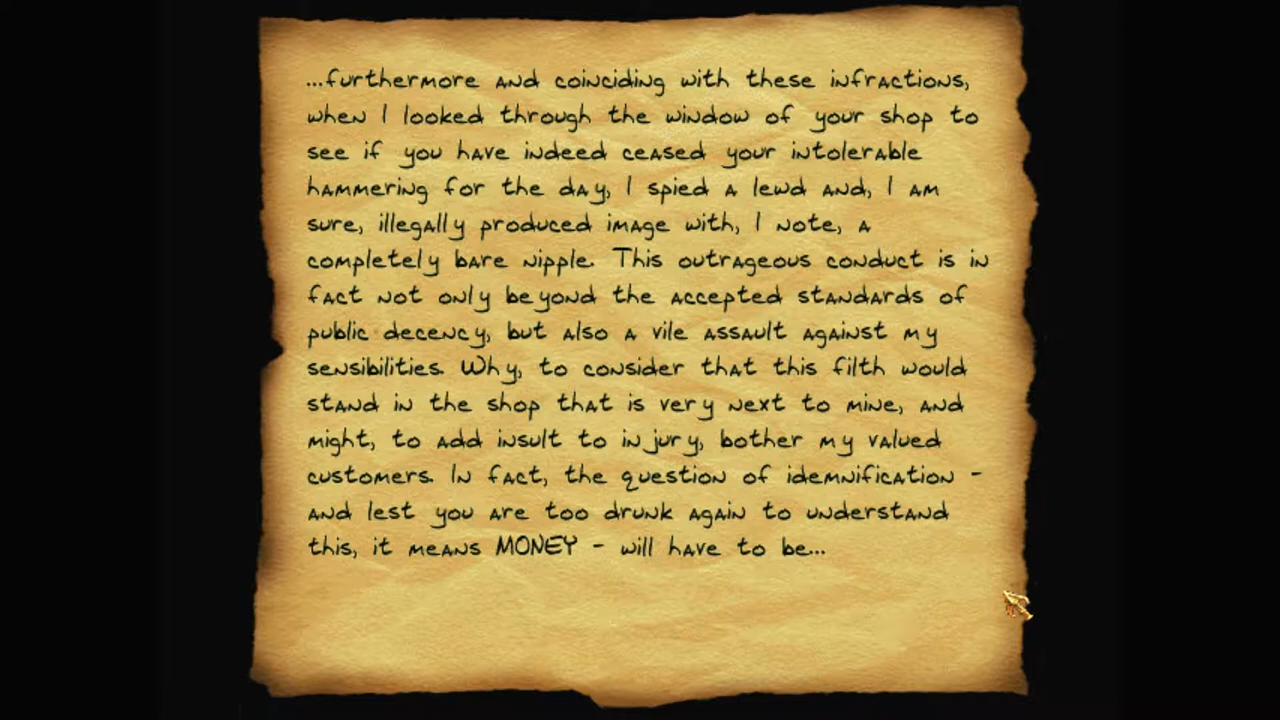 ...furthermore and coinciding with these infractions,
when I looked through the window of your shop to
see if you have indeed ceased your intolerable
hammering for the day, I spied a lewd and, I am
sure, illegally produced image with, I note, a
completely bare nipple. This outrageous conduct is in
fact not only beyond the accepted standards of
public decency, but also a vile assault against my
sensibilities. Why, to consider that this filth would
stand in the shop that is very next to mine, and
might, to add insult to injury, bother my valued
customers. In fact, the question of idemnification -
and lest you are too drunk again to understand
this, it means MONEY - will have to be...